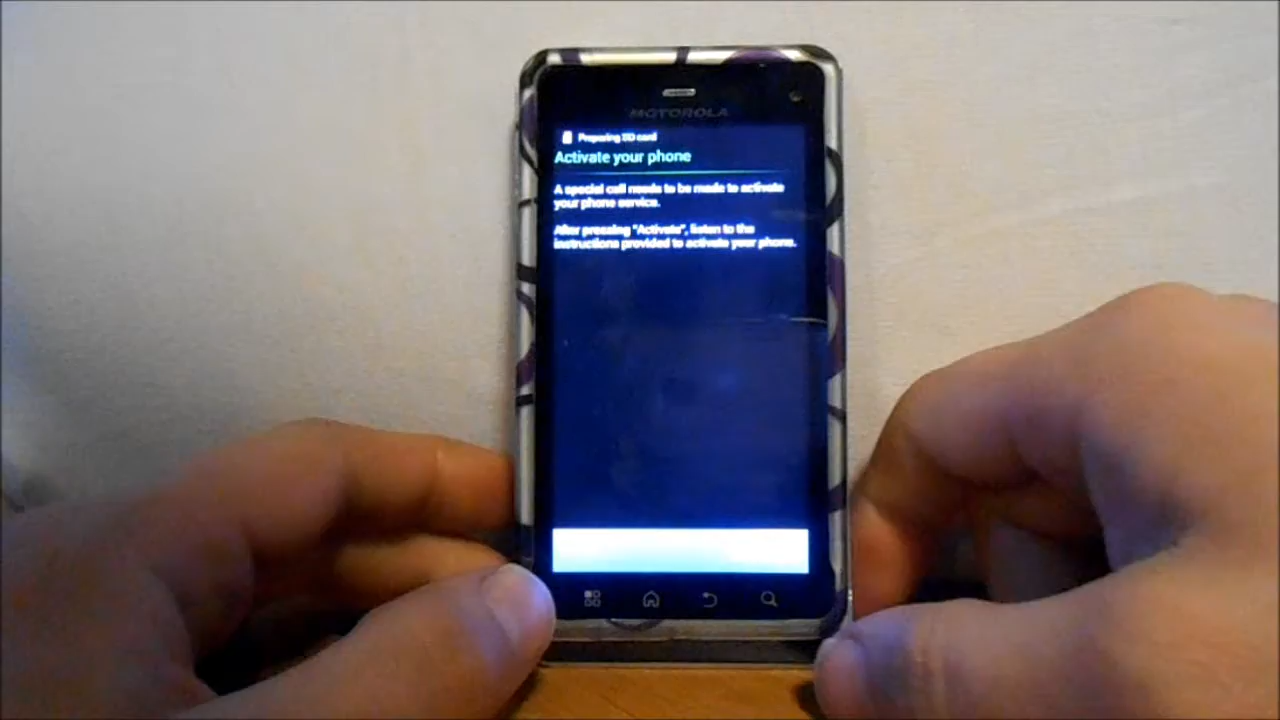 MOTOROLA
Preparing SD card
Activate your phone
A special call needs to be made to activate
your phone service.
After pressing "Activate", listen to the
instructions provided to activate your phone.